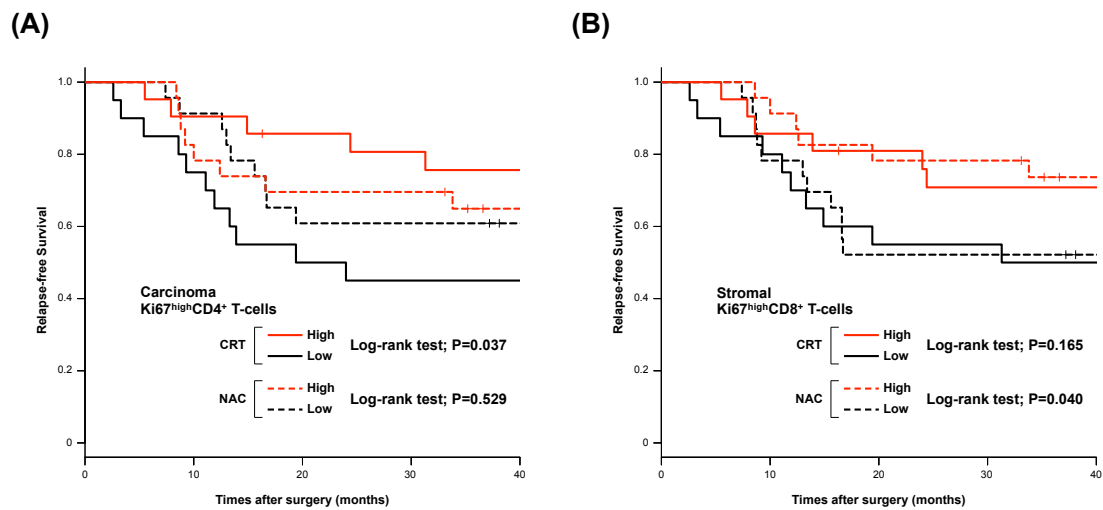 (A)
1.0
0.8
0.6
0.4
0.2
0
Relapse-free Survival
Carcinoma
Ki67highCD4+ T-cells
CRT
High
Low
Log-rank test; P=0.037
NAC
High
Low
Log-rank test; P=0.529
0 10 20 30 40
Times after surgery (months)
(B)
1.0
0.8
0.6
0.4
0.2
0
Relapse-free Survival
Stromal
Ki67highCD8+ T-cells
CRT
High
Low
Log-rank test; P=0.165
NAC
High
Low
Log-rank test; P=0.040
0 10 20 30 40
Times after surgery (months)